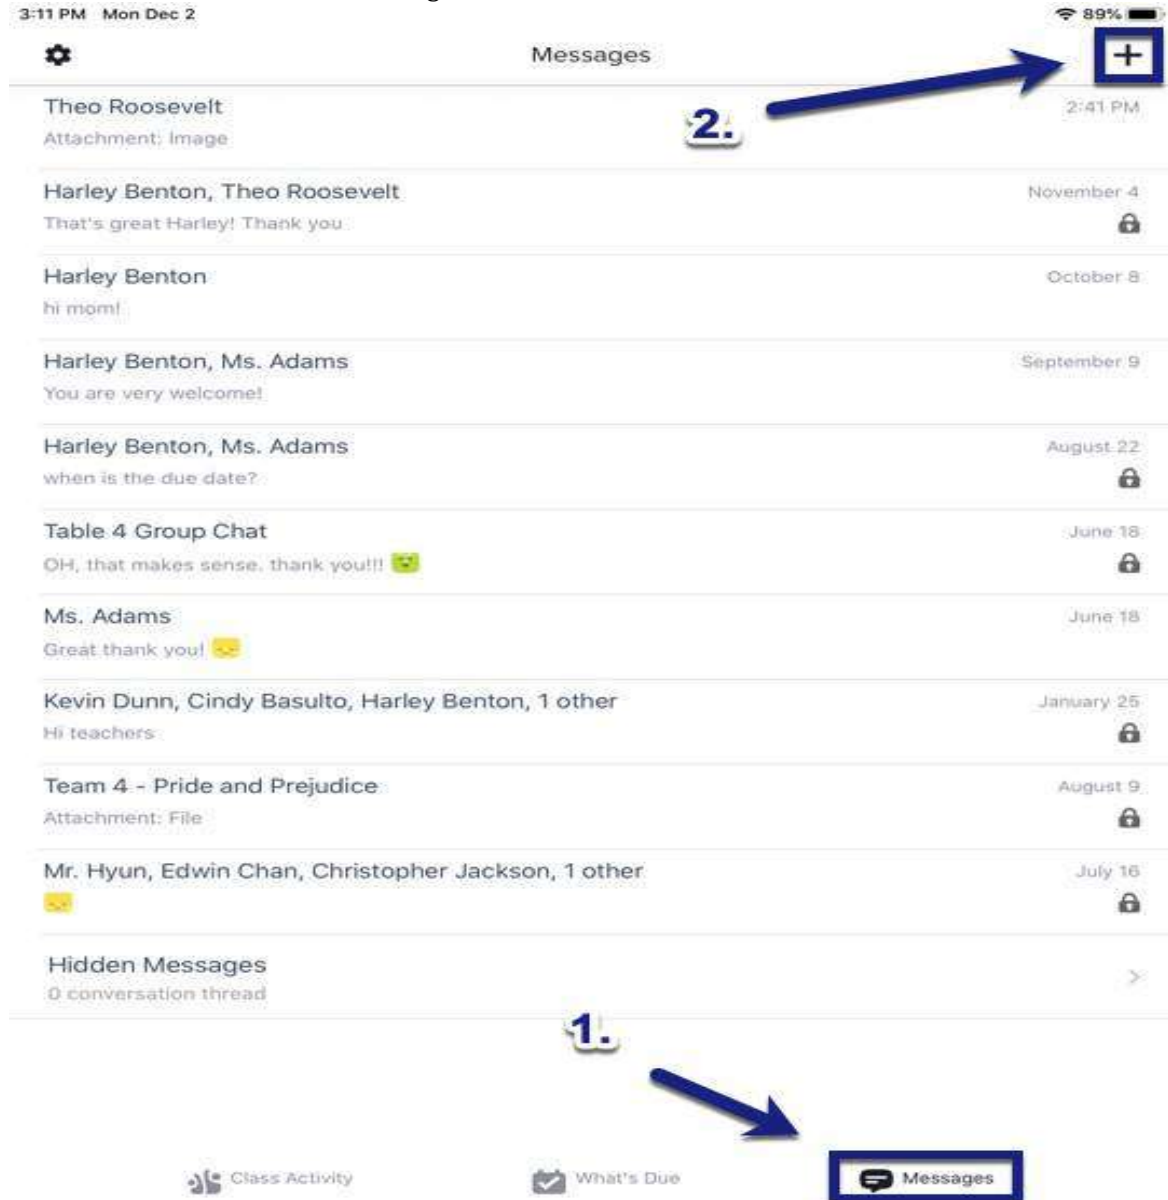 3:11 PM Mon Dec 2 89%
Messages +
Theo Roosevelt 2:41 PM
Attachment: Image
2.
Harley Benton, Theo Roosevelt November 4
That's great Harley! Thank you
Harley Benton October 8
hi mom!
Harley Benton, Ms. Adams September 9
You are very welcome!
Harley Benton, Ms. Adams August 22
when is the due date?
Table 4 Group Chat June 18
OH, that makes sense. thank you!!!
Ms. Adams June 18
Great thank you!
Kevin Dunn, Cindy Basulto, Harley Benton, 1 other January 25
Hi teachers
Team 4 - Pride and Prejudice August 9
Attachment: File
Mr. Hyun, Edwin Chan, Christopher Jackson, 1 other July 16
Hidden Messages
0 conversation thread
1.
Class Activity What's Due Messages